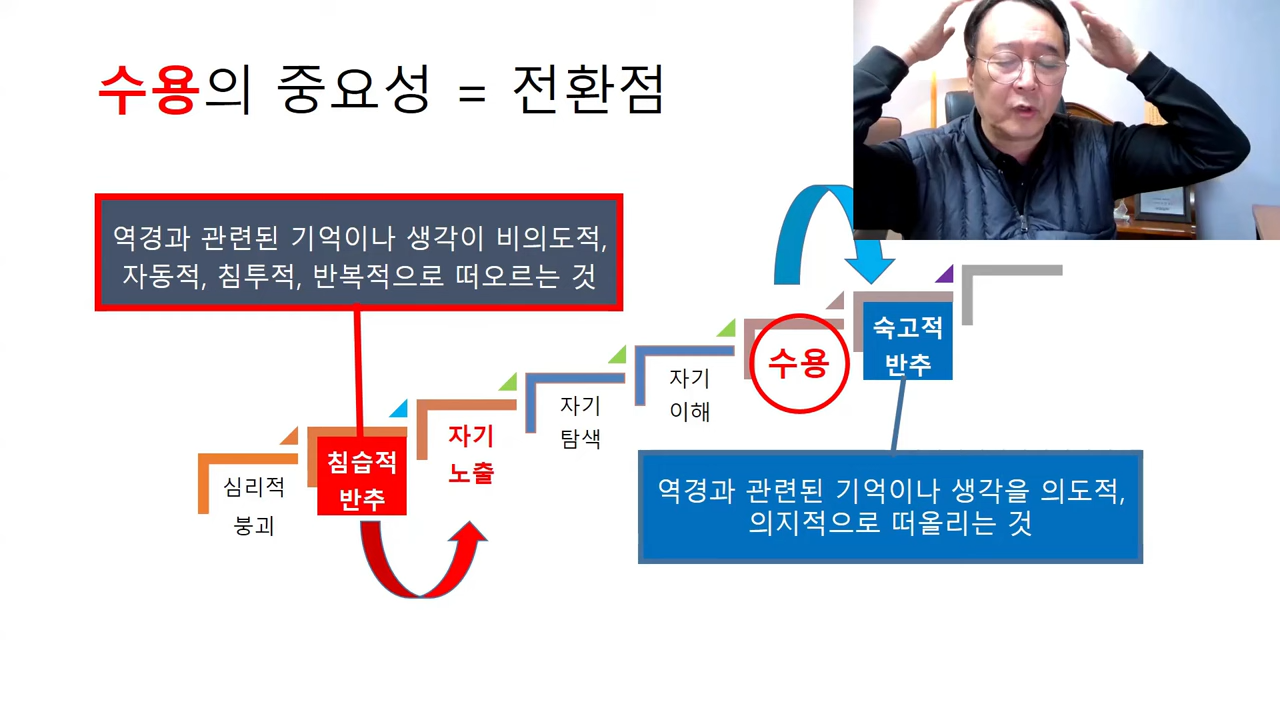 수용의 중요성 = 전환점
역경과 관련된 기억이나 생각이 비의도적,
자동적, 침투적, 반복적으로 떠오르는 것
심리적
붕괴
침습적
반추
자기
노출
자기
탐색
자기
이해
수용
숙고적
반추
역경과 관련된 기억이나 생각을 의도적,
의지적으로 떠올리는 것